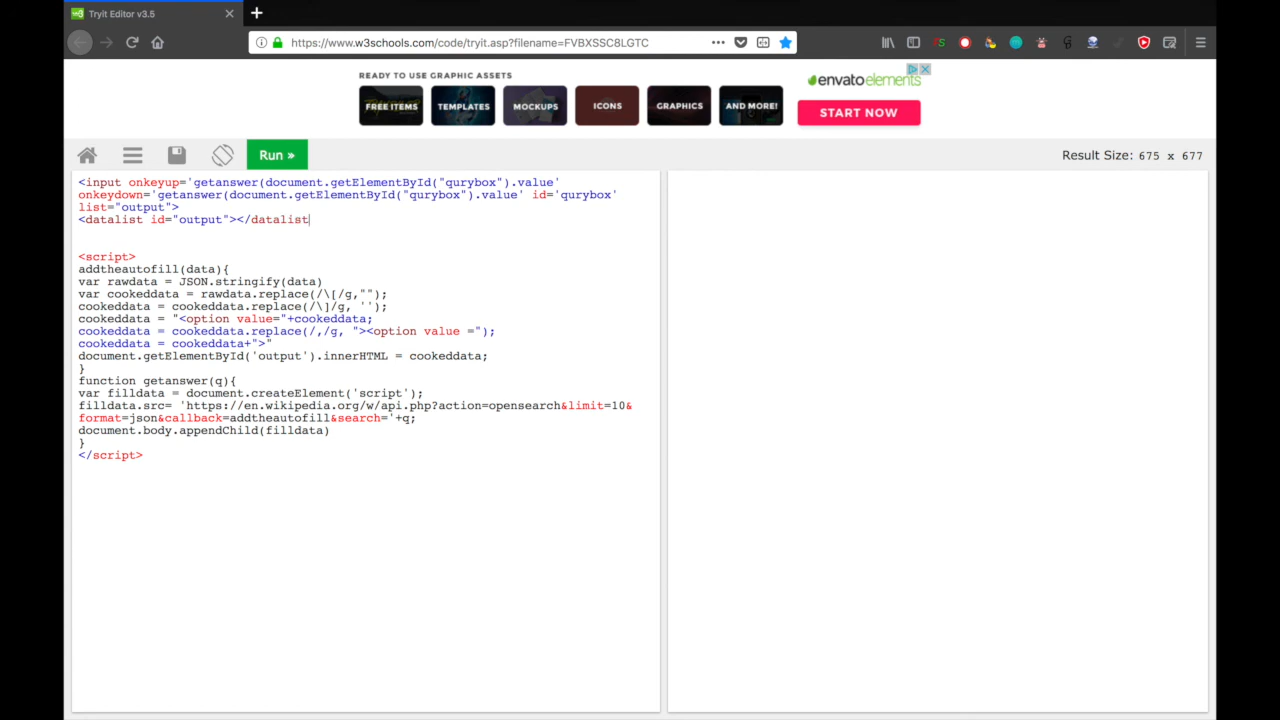 Tryit Editor v3.5
https://www.w3schools.com/code/tryit.asp?filename=FVBXSSC8LGTC
READY TO USE GRAPHIC ASSETS
FREE ITEMS TEMPLATES MOCKUPS ICONS GRAPHICS AND MORE!
envatoelements
START NOW
Run »
Result Size: 675 x 677
<input onkeyup='getanswer(document.getElementById("qurybox").value'
onkeydown='getanswer(document.getElementById("qurybox").value' id='qurybox'
list="output">
<datalist id="output"></datalist
<script>
addtheautofill(data){
var rawdata = JSON.stringify(data)
var cookeddata = rawdata.replace(/\[/g,"");
cookeddata = cookeddata.replace(/\]/g, '');
cookeddata = "<option value="+cookeddata;
cookeddata = cookeddata.replace(/,/g, "><option value =");
cookeddata = cookeddata+">"
document.getElementById('output').innerHTML = cookeddata;
}
function getanswer(q){
var filldata = document.createElement('script');
filldata.src= 'https://en.wikipedia.org/w/api.php?action=opensearch&limit=10&
format=json&callback=addtheautofill&search='+q;
document.body.appendChild(filldata)
}
</script>